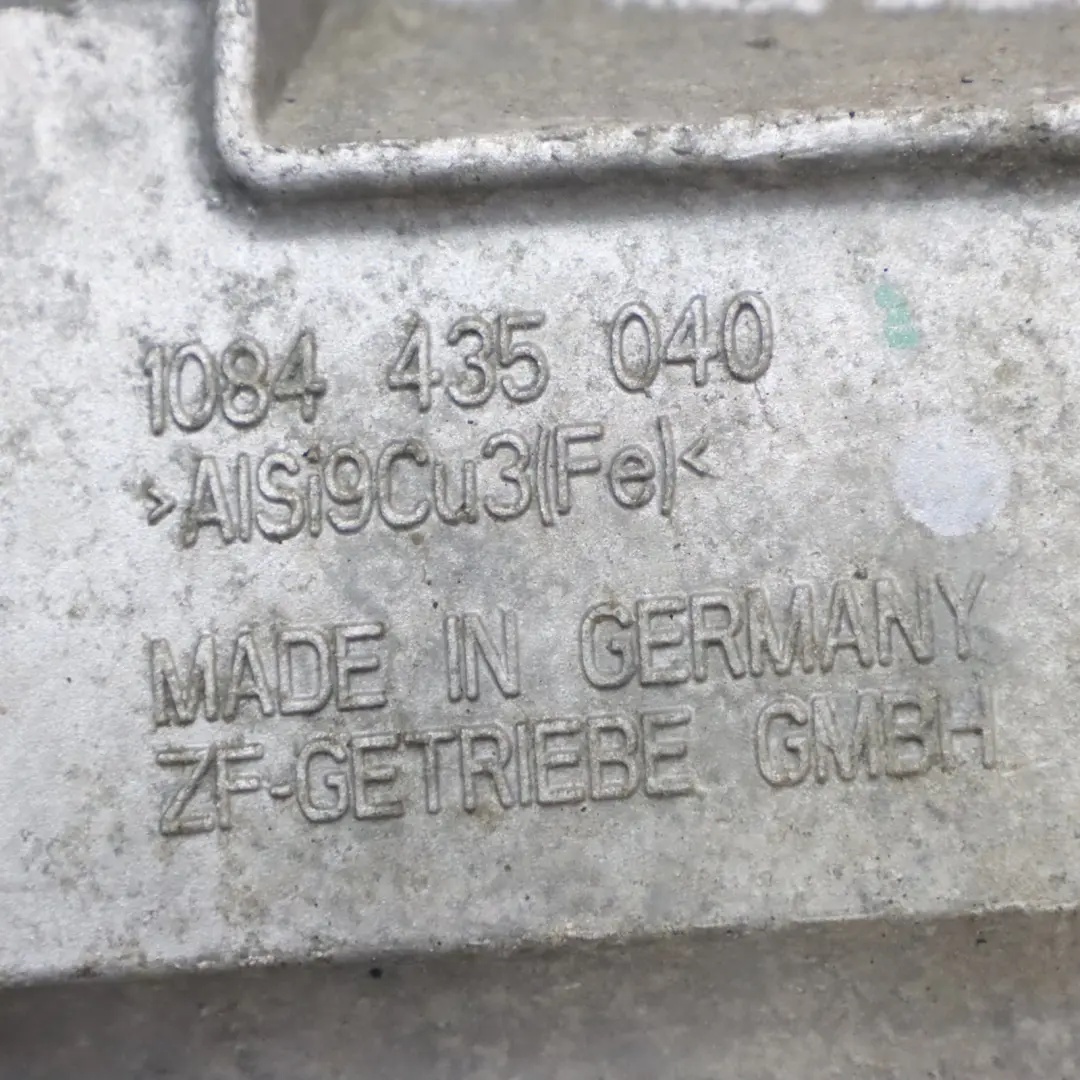 1084 435 040
>AlSi9Cu3(Fe)<
MADE IN GERMANY
ZF-GETRIEBE GMBH